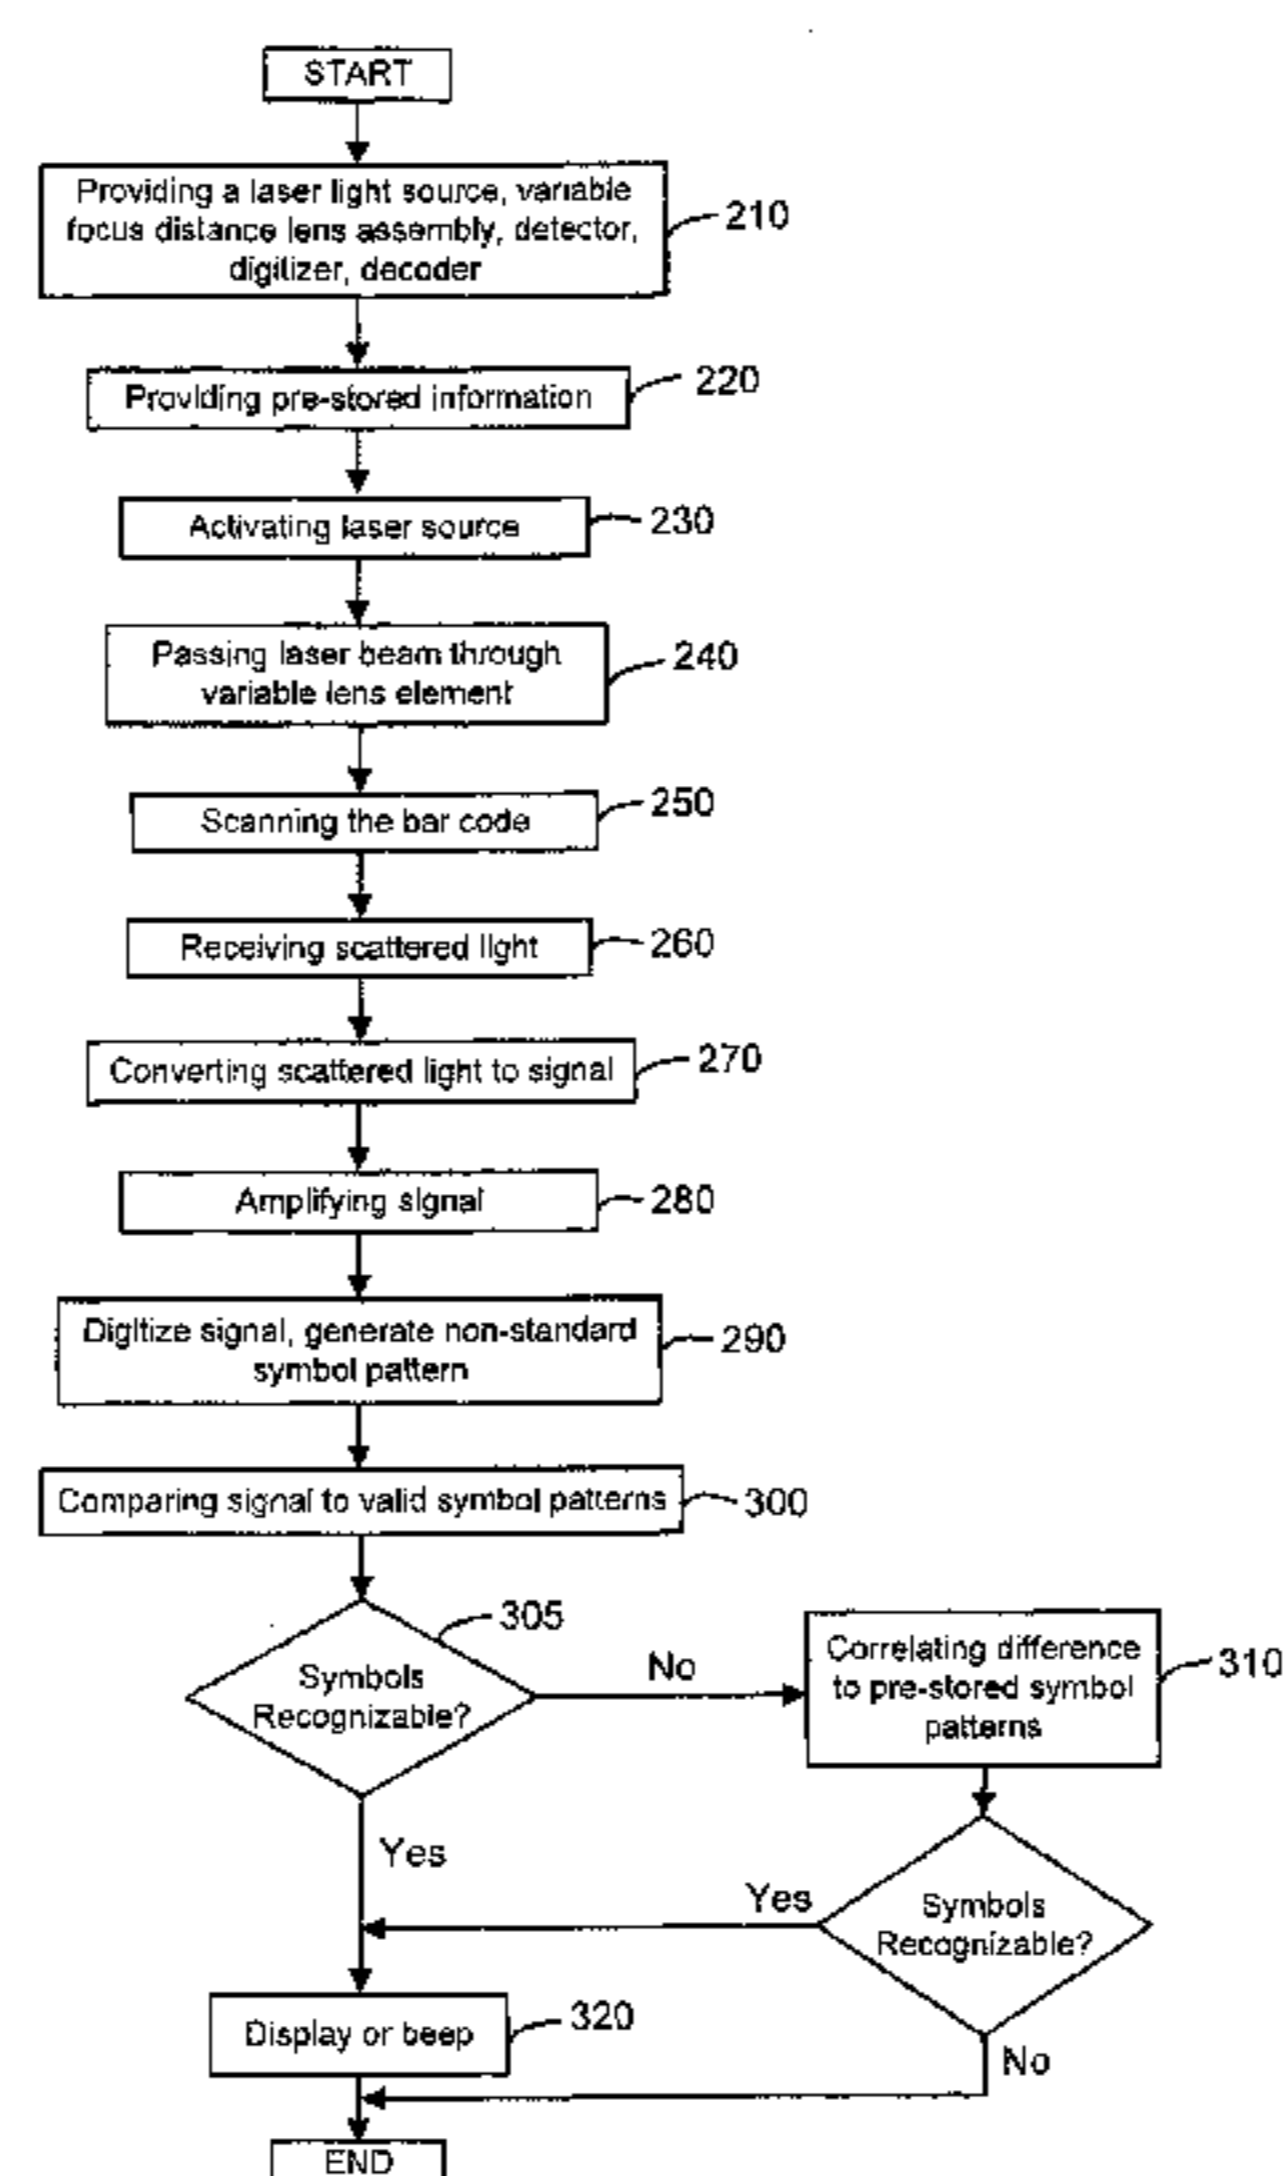 START
Providing a laser light source, variable
focus distance lens assembly, detector,
digitizer, decoder
210
Providing pre-stored information
220
Activating laser source
230
Passing laser beam through
variable lens element
240
Scanning the bar code
250
Receiving scattered light
260
Converting scattered light to signal
270
Amplifying signal
280
Digitize signal, generate non-standard
symbol pattern
290
Comparing signal to valid symbol patterns
300
305
Symbols
Recognizable?
No
Correlating difference
to pre-stored symbol
patterns
310
Yes
Yes
Symbols
Recognizable?
Display or beep
320
No
END